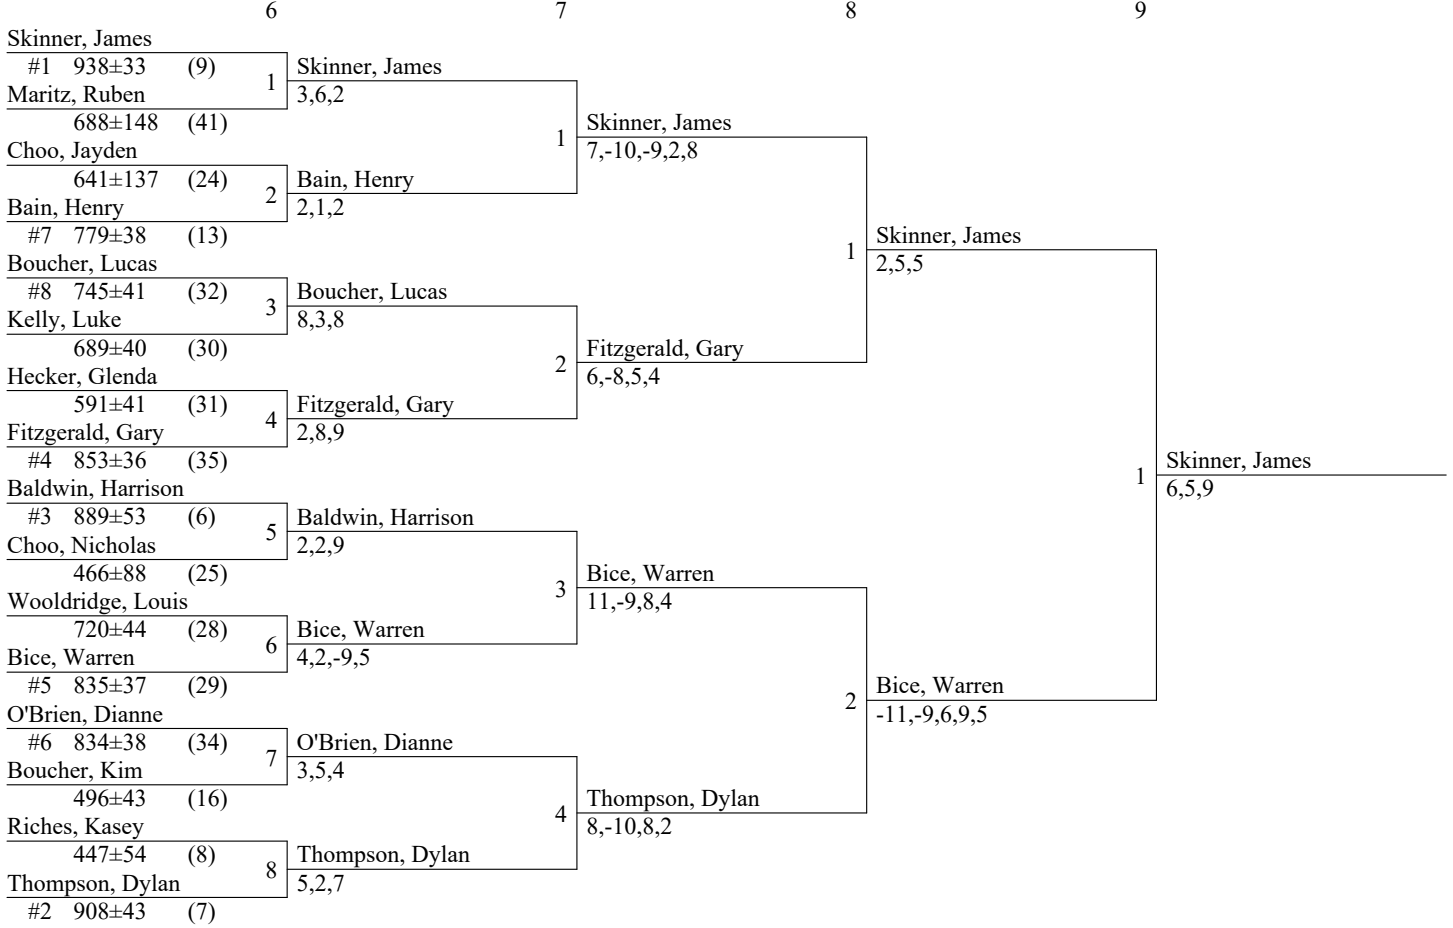 6 7 8 9
Skinner, James
#1 938±33 (9)
1
Skinner, James
3,6,2
Maritz, Ruben
688±148 (41)
1
Skinner, James
7,-10,-9,2,8
Choo, Jayden
641±137 (24)
2
Bain, Henry
2,1,2
Bain, Henry
#7 779±38 (13)
1
Skinner, James
2,5,5
Boucher, Lucas
#8 745±41 (32)
3
Boucher, Lucas
8,3,8
Kelly, Luke
689±40 (30)
2
Fitzgerald, Gary
6,-8,5,4
Hecker, Glenda
591±41 (31)
4
Fitzgerald, Gary
2,8,9
Fitzgerald, Gary
#4 853±36 (35)
1
Skinner, James
6,5,9
Baldwin, Harrison
#3 889±53 (6)
5
Baldwin, Harrison
2,2,9
Choo, Nicholas
466±88 (25)
3
Bice, Warren
11,-9,8,4
Wooldridge, Louis
720±44 (28)
6
Bice, Warren
4,2,-9,5
Bice, Warren
#5 835±37 (29)
2
Bice, Warren
-11,-9,6,9,5
O'Brien, Dianne
#6 834±38 (34)
7
O'Brien, Dianne
3,5,4
Boucher, Kim
496±43 (16)
4
Thompson, Dylan
8,-10,8,2
Riches, Kasey
447±54 (8)
8
Thompson, Dylan
5,2,7
Thompson, Dylan
#2 908±43 (7)